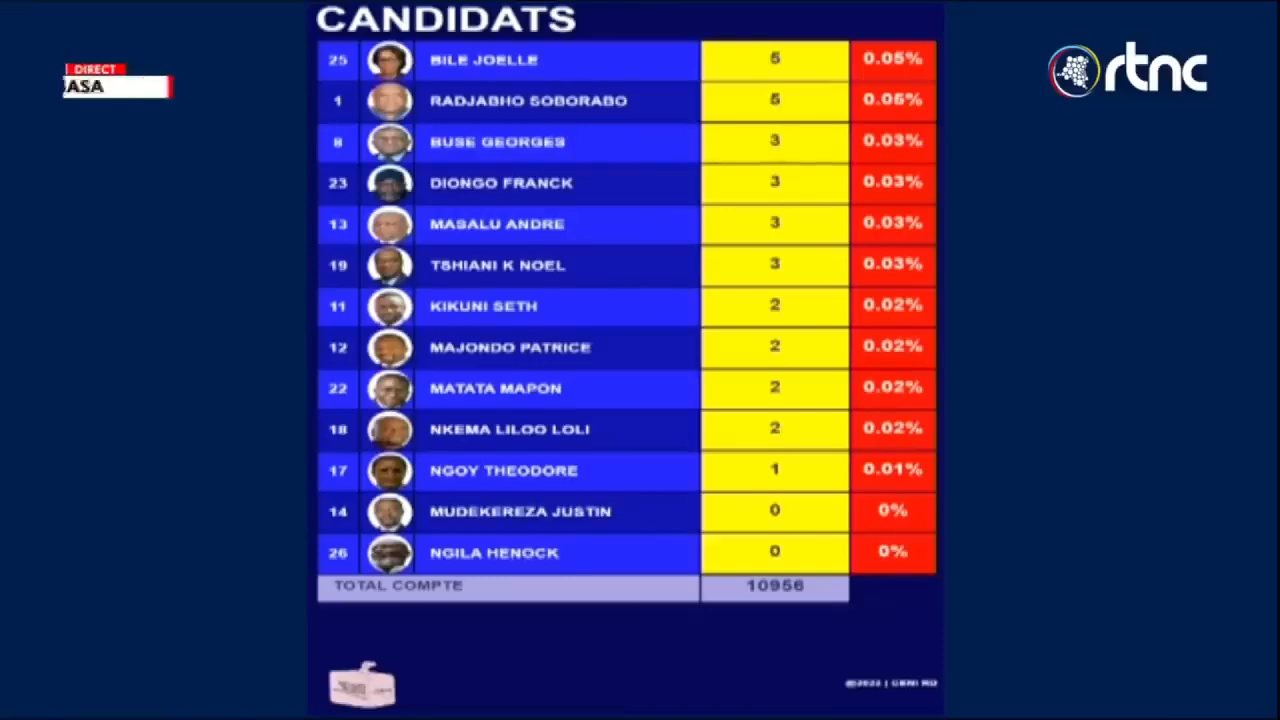 CANDIDATS
DIRECT
ASA
rtnc
25 BILE JOELLE 5 0.05%
1 RADJABHO SOBORABO 5 0.05%
8 BUSE GEORGES 3 0.03%
23 DIONGO FRANCK 3 0.03%
13 MASALU ANDRE 3 0.03%
19 TSHIANI K NOEL 3 0.03%
11 KIKUNI SETH 2 0.02%
12 MAJONDO PATRICE 2 0.02%
22 MATATA MAPON 2 0.02%
18 NKEMA LILOO LOLI 2 0.02%
17 NGOY THEODORE 1 0.01%
14 MUDEKEREZA JUSTIN 0 0%
26 NGILA HENOCK 0 0%
TOTAL COMPTE 10956
@2023 | CENI RD